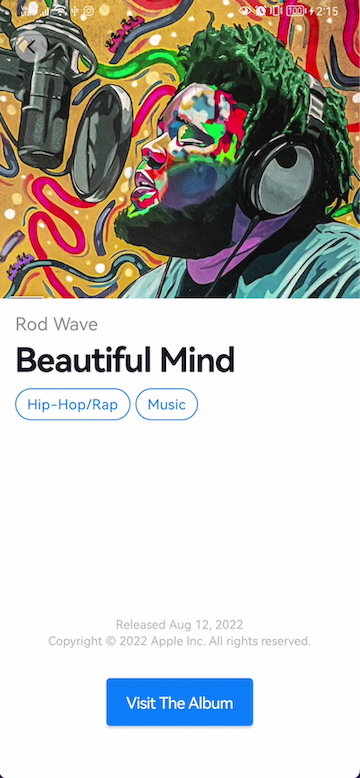 2:15
Rod Wave
Beautiful Mind
Hip-Hop/Rap
Music
Released Aug 12, 2022
Copyright © 2022 Apple Inc. All rights reserved.
Visit The Album